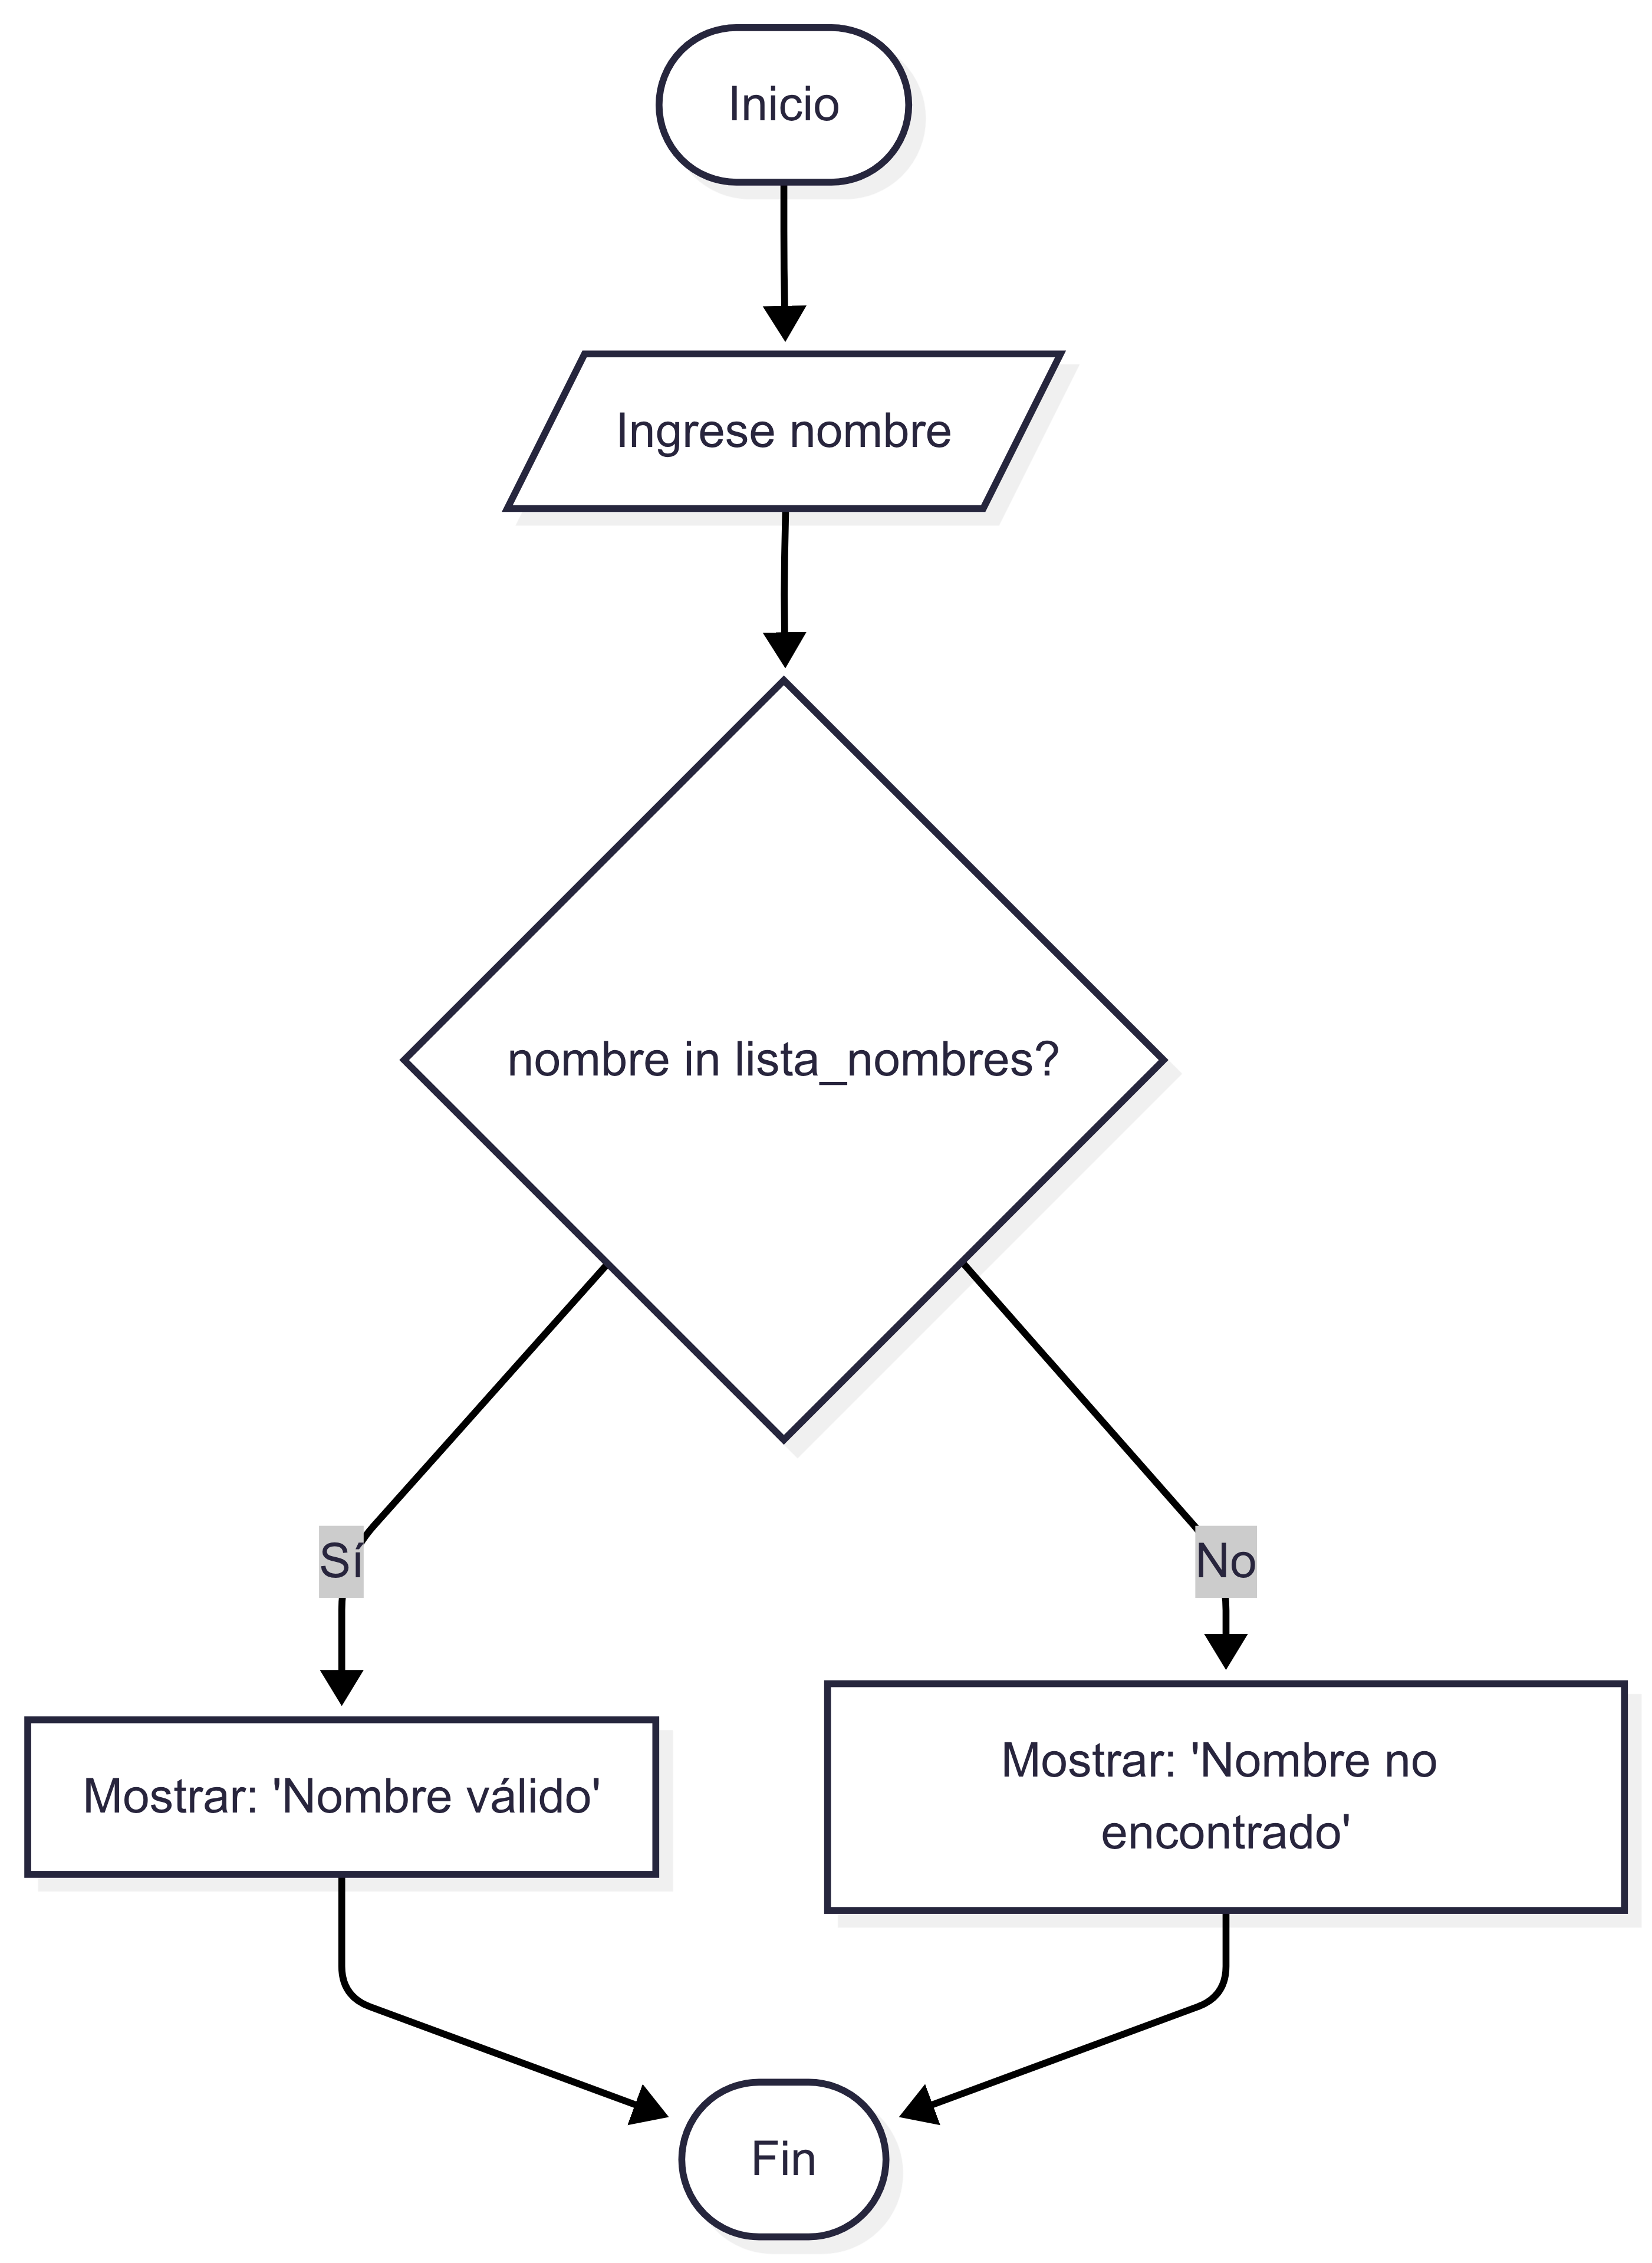 Inicio
Ingrese nombre
nombre in lista_nombres?
Sí
No
Mostrar: 'Nombre válido'
Mostrar: 'Nombre no
encontrado'
Fin